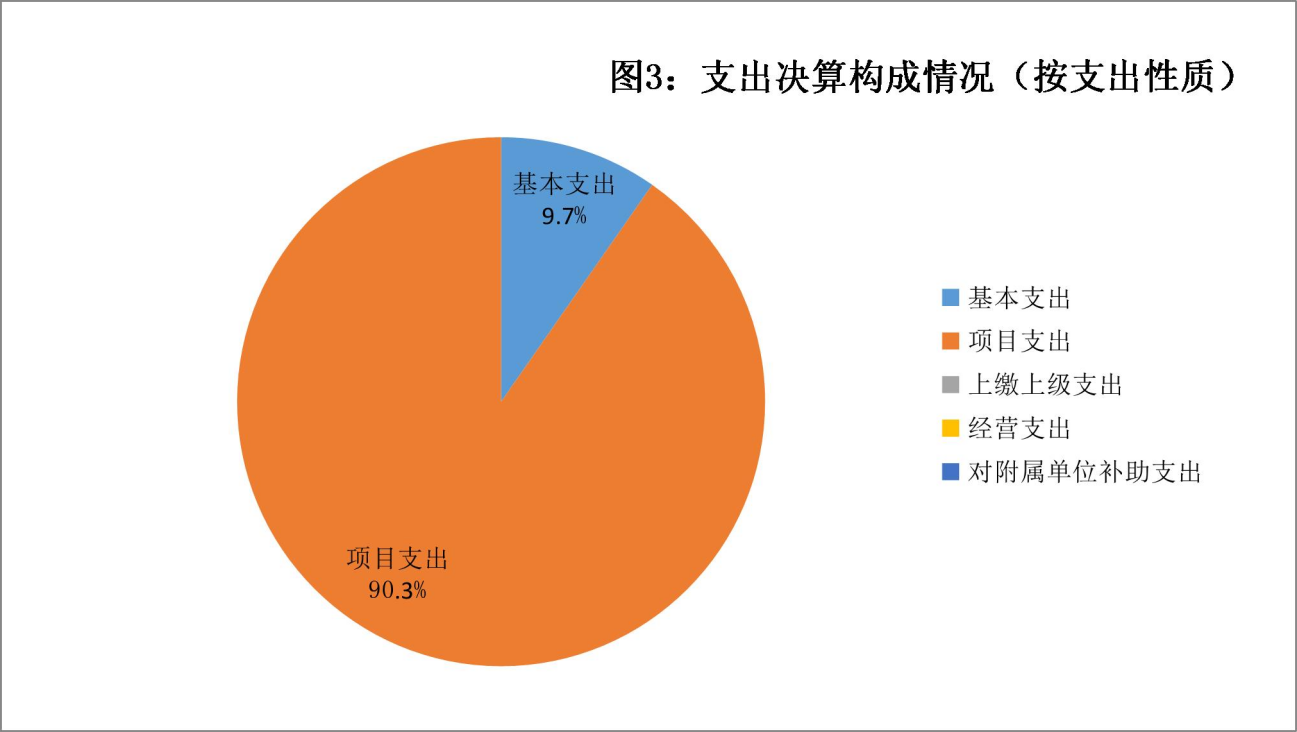 图3：支出决算构成情况（按支出性质）
基本支出
9.7%
项目支出
90.3%
基本支出
项目支出
上缴上级支出
经营支出
对附属单位补助支出